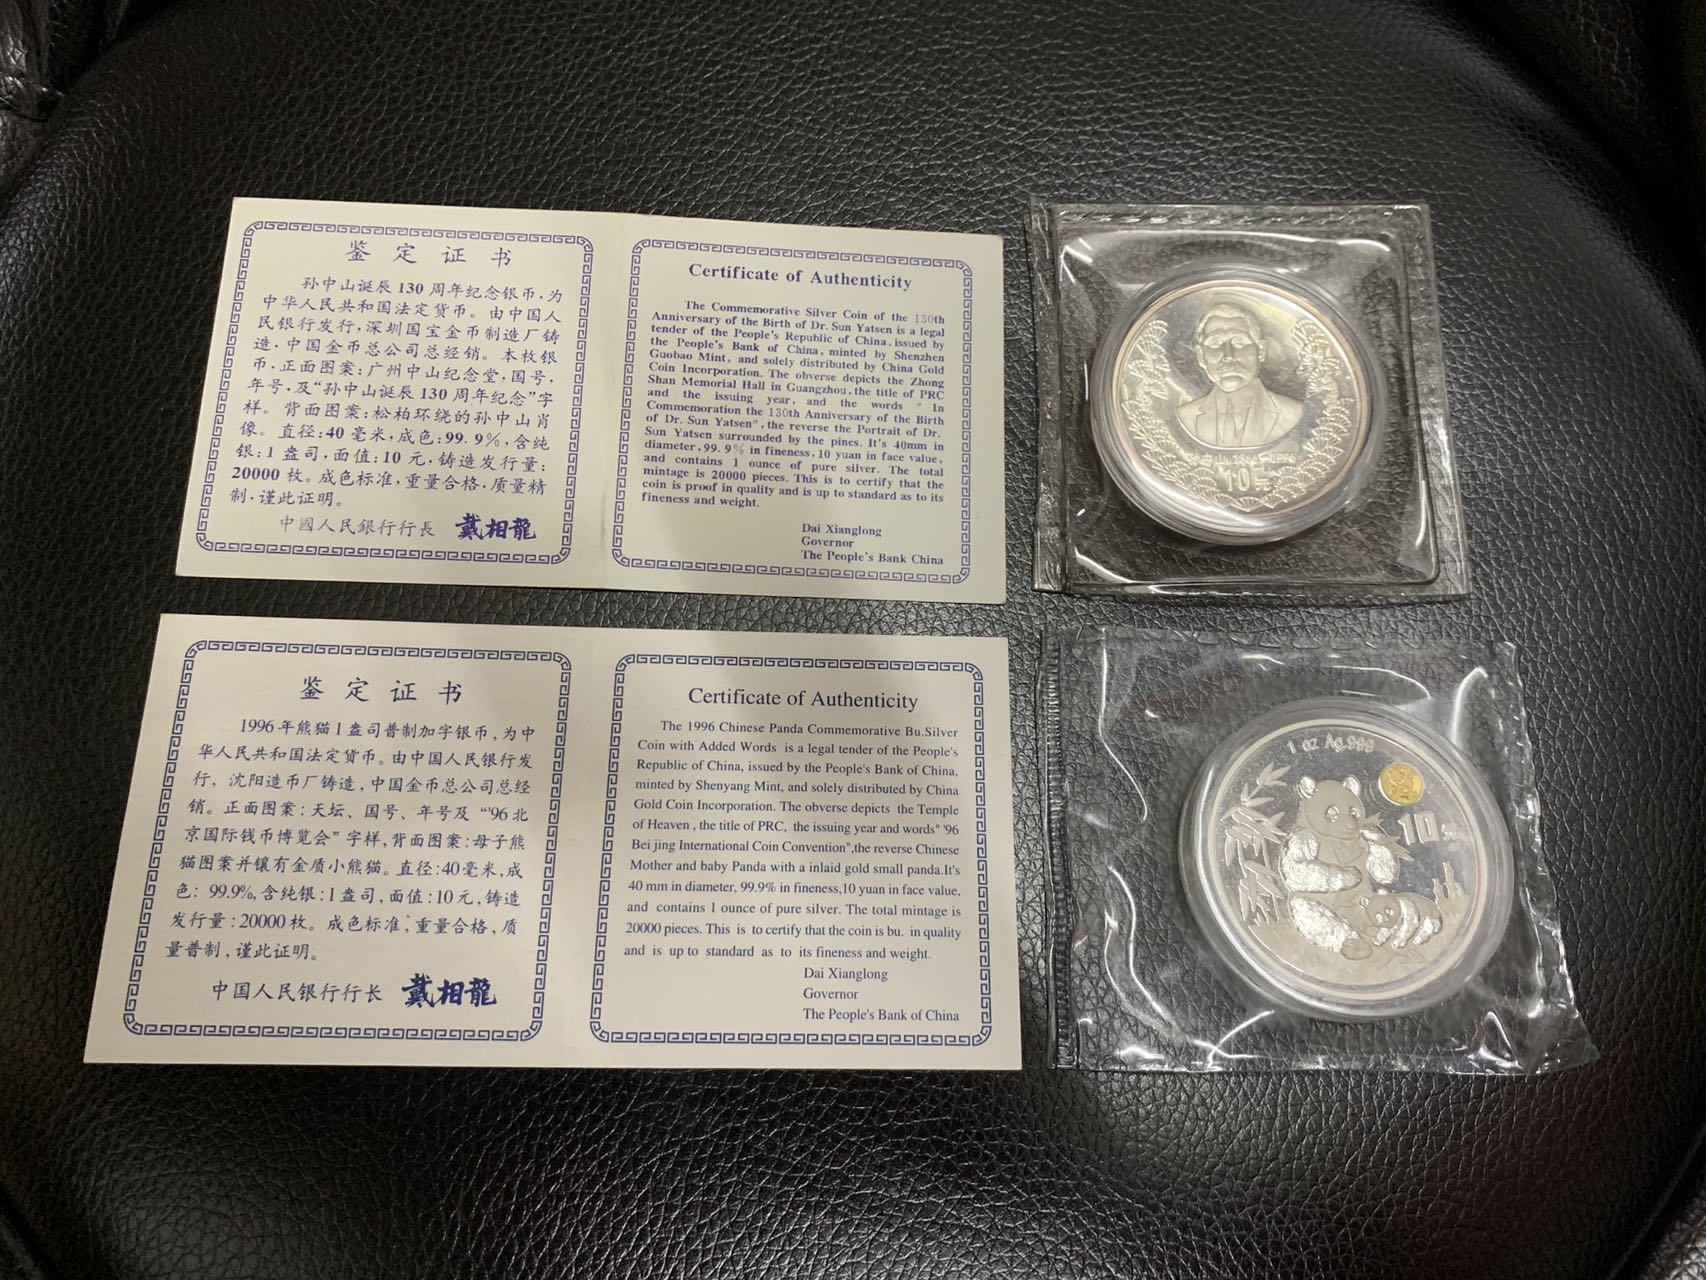 鉴定证书
孙中山诞辰130周年纪念银币,为
中华人民共和国法定货币。由中国人
民银行发行,深圳国宝金币制造厂铸
造,中国金币总公司总经销。本枚银
币,正面图案:广州中山纪念堂,国号,
年号,及“孙中山诞辰130周年纪念”字
样。背面图案:松柏环绕的孙中山肖
像。直径:40毫米,成色:99.9%,含纯
银:1盎司,面值:10元,铸造发行量:
20000枚。成色标准,重量合格,质量精
制,谨此证明。
中國人民銀行行長 戴相龍
Certificate of Authenticity
The Commemorative Silver Coin of the 130th
Anniversary of the Birth of Dr. Sun Yatsen is a legal
tender of the People's Republic of China, issued by
the People's Bank of China, minted by Shenzhen
Guobao Mint, and solely distributed by China Gold
Coin Incorporation. The obverse depicts the Zhong
Shan Memorial Hall in Guangzhou, the title of PRC
and the issuing year, and the words " In
Commemoration the 130th Anniversary of the Birth
of Dr. Sun Yatsen", the reverse the Portrait of Dr.
Sun Yatsen surrounded by the pines. It's 40mm in
diameter, 99.9% in fineness, 10 yuan in face value,
and contains 1 ounce of pure silver. The total
mintage is 20000 pieces. This is to certify that the
coin is proof in quality and is up to standard as to its
fineness and weight.
Dai Xianglong
Governor
The People's Bank China
10元
鉴定证书
1996年熊猫1盎司普制加字银币,为中
华人民共和国法定货币。由中国人民银行发
行,沈阳造币厂铸造,中国金币总公司总经
销。正面图案:天坛、国号、年号及“'96北
京国际钱币博览会”字样,背面图案:母子熊
猫图案并镶有金质小熊猫。直径:40毫米,成
色:99.9%,含纯银:1盎司,面值:10元,铸造
发行量:20000枚。成色标准,重量合格,质
量普制,谨此证明。
中国人民银行行长 戴相龍
Certificate of Authenticity
The 1996 Chinese Panda Commemorative Bu.Silver
Coin with Added Words is a legal tender of the People's
Republic of China, issued by the People's Bank of China,
minted by Shenyang Mint, and solely distributed by China
Gold Coin Incorporation. The obverse depicts the Temple
of Heaven , the title of PRC, the issuing year and words" '96
Bei jing International Coin Convention",the reverse Chinese
Mother and baby Panda with a inlaid gold small panda.It's
40 mm in diameter, 99.9% in fineness,10 yuan in face value,
and contains 1 ounce of pure silver. The total mintage is
20000 pieces. This is to certify that the coin is bu. in quality
and is up to standard as to its fineness and weight.
Dai Xianglong
Governor
The People's Bank of China
1 oz Ag.999
10元